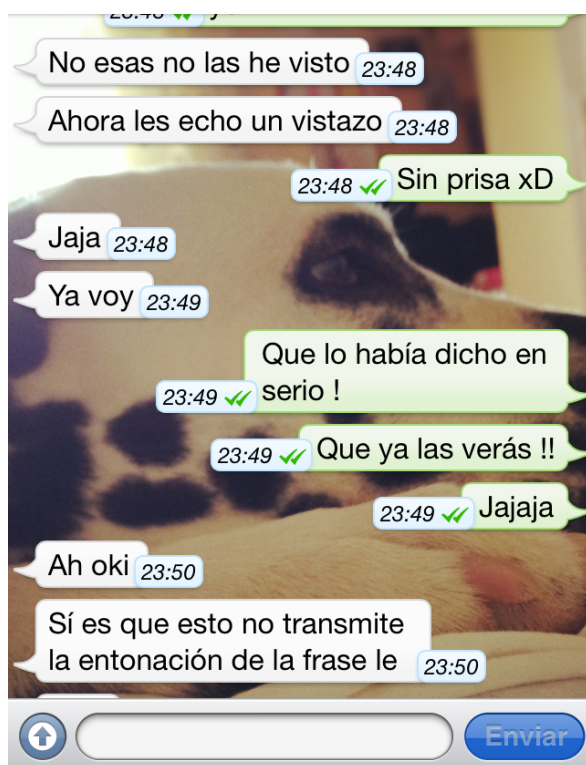 No esas no las he visto 23:48
Ahora les echo un vistazo 23:48
23:48 Sin prisa xD
Jaja 23:48
Ya voy 23:49
Que lo había dicho en
23:49 serio !
23:49 Que ya las verás !!
23:49 Jajaja
Ah oki 23:50
Sí es que esto no transmite
la entonación de la frase le 23:50
Enviar